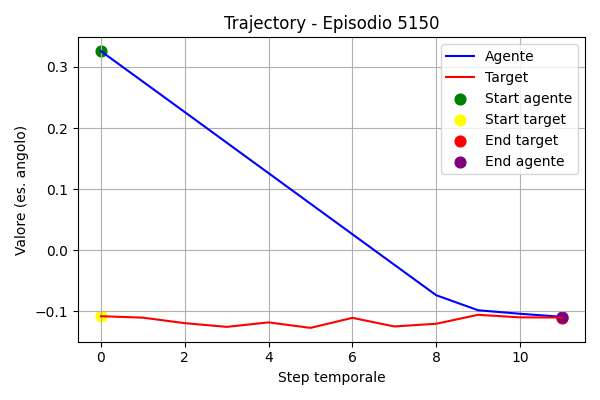 Trajectory - Episodio 5150
Valore (es. angolo)
0.3
0.2
0.1
0.0
−0.1
0
2
4
6
8
10
Step temporale
Agente
Target
Start agente
Start target
End target
End agente